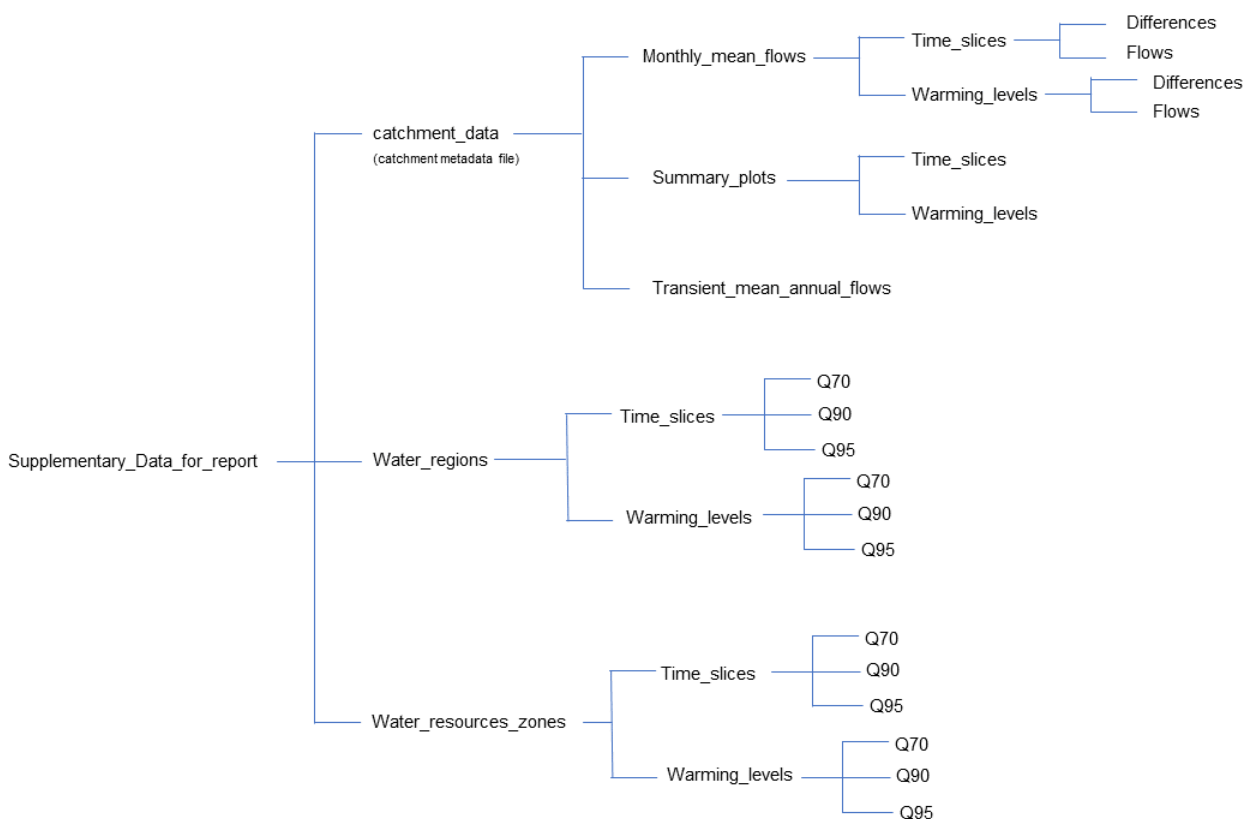 Supplementary_Data_for_report
catchment_data
(catchment metadata file)
Monthly_mean_flows
Time_slices
Differences
Flows
Warming_levels
Differences
Flows
Summary_plots
Time_slices
Warming_levels
Transient_mean_annual_flows
Water_regions
Time_slices
Q70
Q90
Q95
Warming_levels
Q70
Q90
Q95
Water_resources_zones
Time_slices
Q70
Q90
Q95
Warming_levels
Q70
Q90
Q95